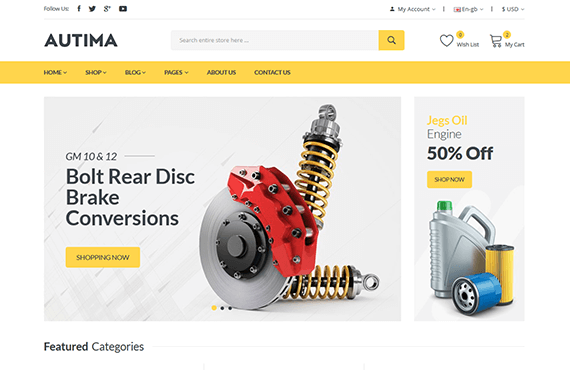 Follow Us:
My Account
En-gb
$ USD
AUTIMA
Search entire store here ...
0
Wish List
2
My Cart
HOME
SHOP
BLOG
PAGES
ABOUT US
CONTACT US
GM 10 & 12
Bolt Rear Disc
Brake
Conversions
SHOPPING NOW
Jegs Oil
Engine
50% Off
SHOP NOW
Featured Categories